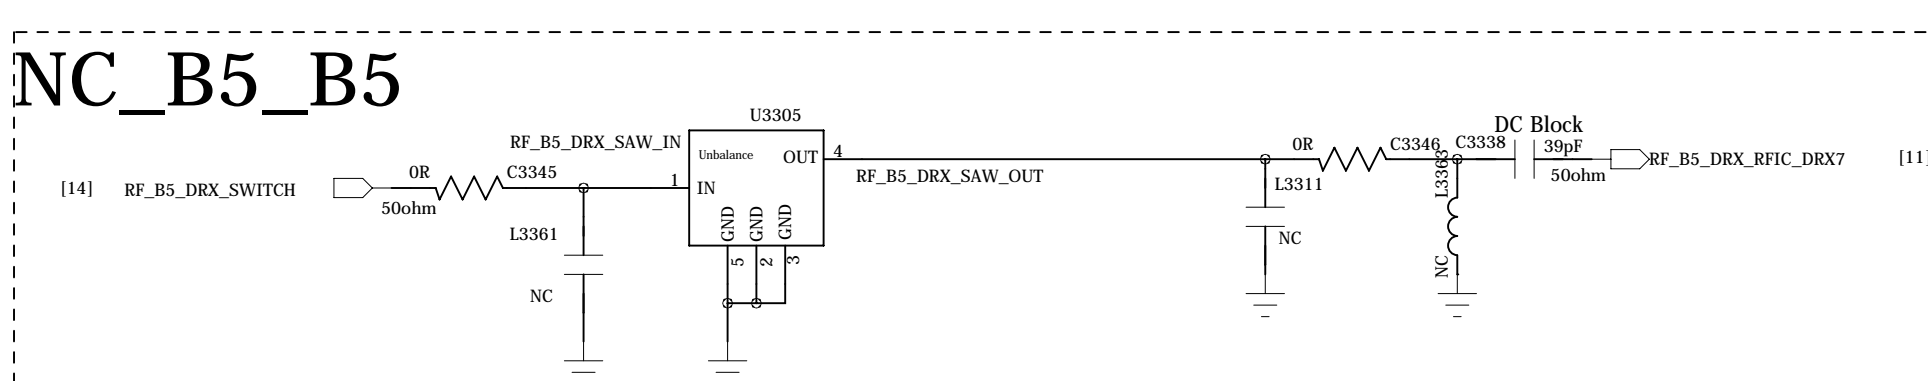 NC_B5_B5
U3305
DC Block
RF_B5_DRX_SAW_IN
Unbalance
OUT
4
0R
C3346
C3338
39pF
RF_B5_DRX_RFIC_DRX7
[11]
[14]
RF_B5_DRX_SWITCH
0R
C3345
50ohm
1
IN
RF_B5_DRX_SAW_OUT
L3311
L3363
50ohm
GND
GND
GND
L3361
NC
NC
5
2
3
NC